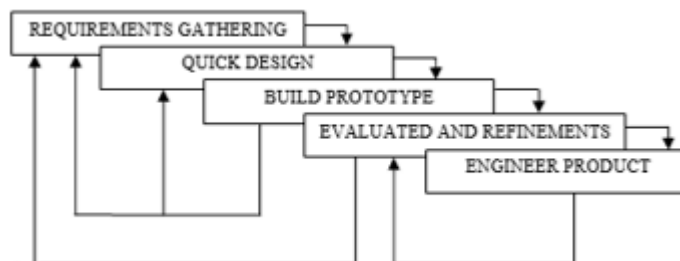 REQUIREMENTS GATHERING
QUICK DESIGN
BUILD PROTOTYPE
EVALUATED AND REFINEMENTS
ENGINEER PRODUCT